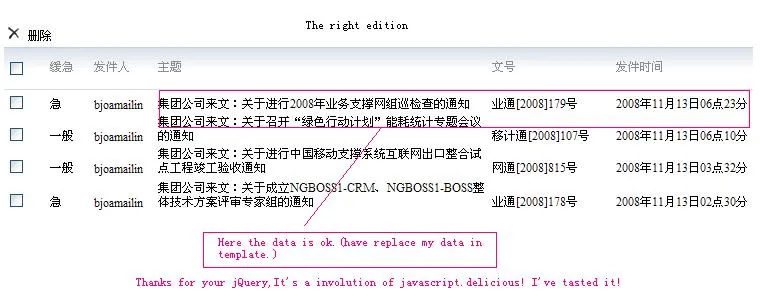 The right edition
删除
缓急 发件人 主题 文号 发件时间
急 bjoamailin 集团公司来文：关于进行2008年业务支撑网组巡检查的通知 业通[2008]179号 2008年11月13日06点23分
集团公司来文：关于召开“绿色行动计划”能耗统计专题会议
一般 bjoamailin 的通知 移计通[2008]107号 2008年11月13日06点10分
集团公司来文：关于进行中国移动支撑系统互联网出口整合试
一般 bjoamailin 点工程竣工验收通知 网通[2008]815号 2008年11月13日03点32分
集团公司来文：关于成立NGBOSS1-CRM、NGBOSS1-BOSS整
急 bjoamailin 体技术方案评审专家组的通知 业通[2008]178号 2008年11月13日02点30分
Here the data is ok.(have replace my data in
template.)
Thanks for your jQuery,It's a involution of javascript.delicious! I've tasted it!